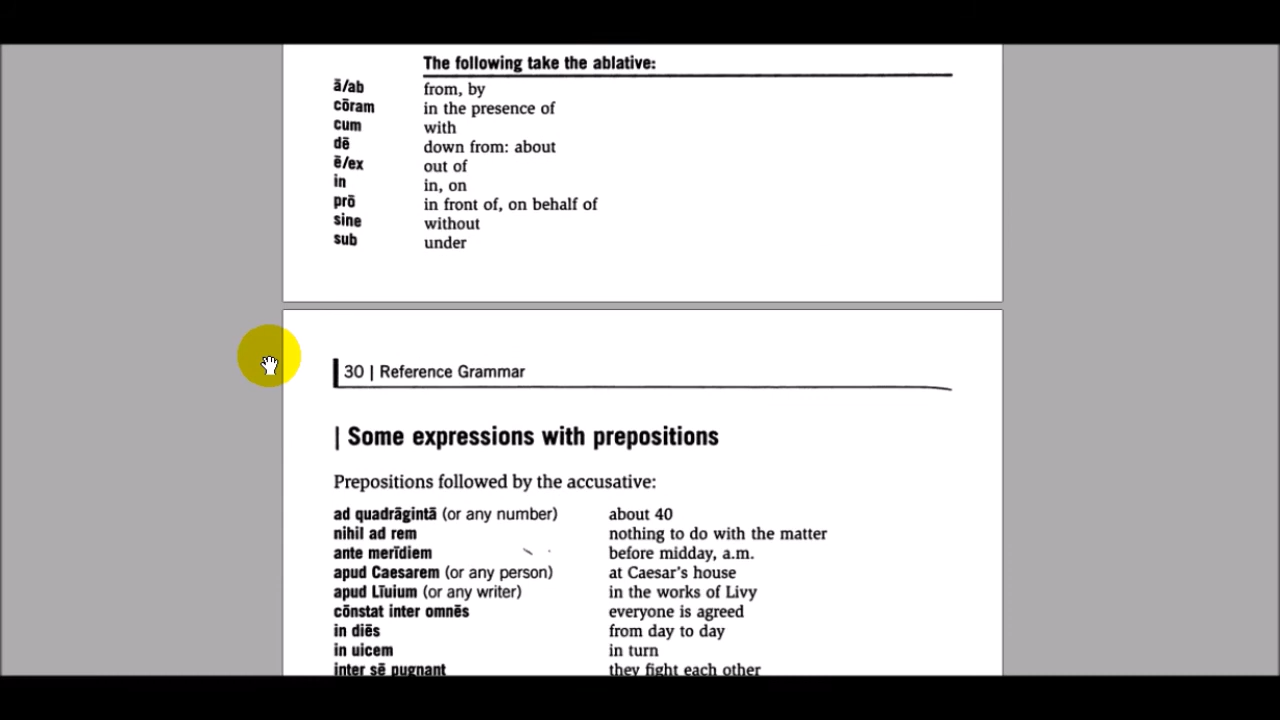 The following take the ablative:
ā/ab from, by
cōram in the presence of
cum with
dē down from: about
ē/ex out of
in in, on
prō in front of, on behalf of
sine without
sub under
30 | Reference Grammar
| Some expressions with prepositions
Prepositions followed by the accusative:
ad quadrāgintā (or any number) about 40
nihil ad rem nothing to do with the matter
ante merīdiem before midday, a.m.
apud Caesarem (or any person) at Caesar's house
apud Līuium (or any writer) in the works of Livy
cōnstat inter omnēs everyone is agreed
in diēs from day to day
in uicem in turn
inter sē pugnant they fight each other